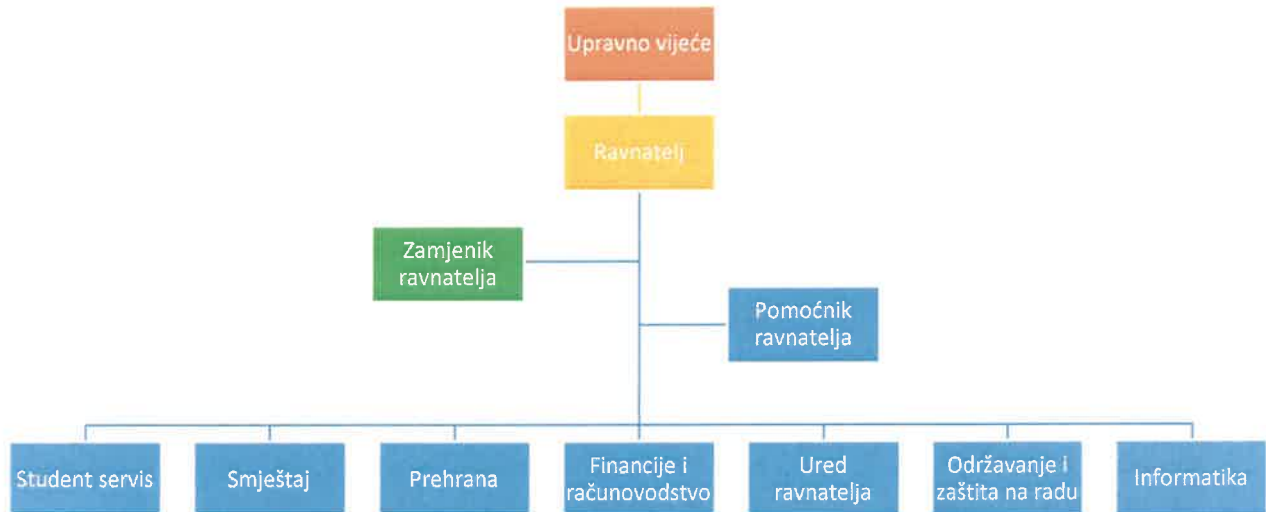 Upravno vijeće
Ravnatelj
Zamjenik
ravnatelja
Pomoćnik
ravnatelja
Student servis
Smještaj
Prehrana
Financije i
računovodstvo
Ured
ravnatelja
Održavanje i
zaštita na radu
Informatika